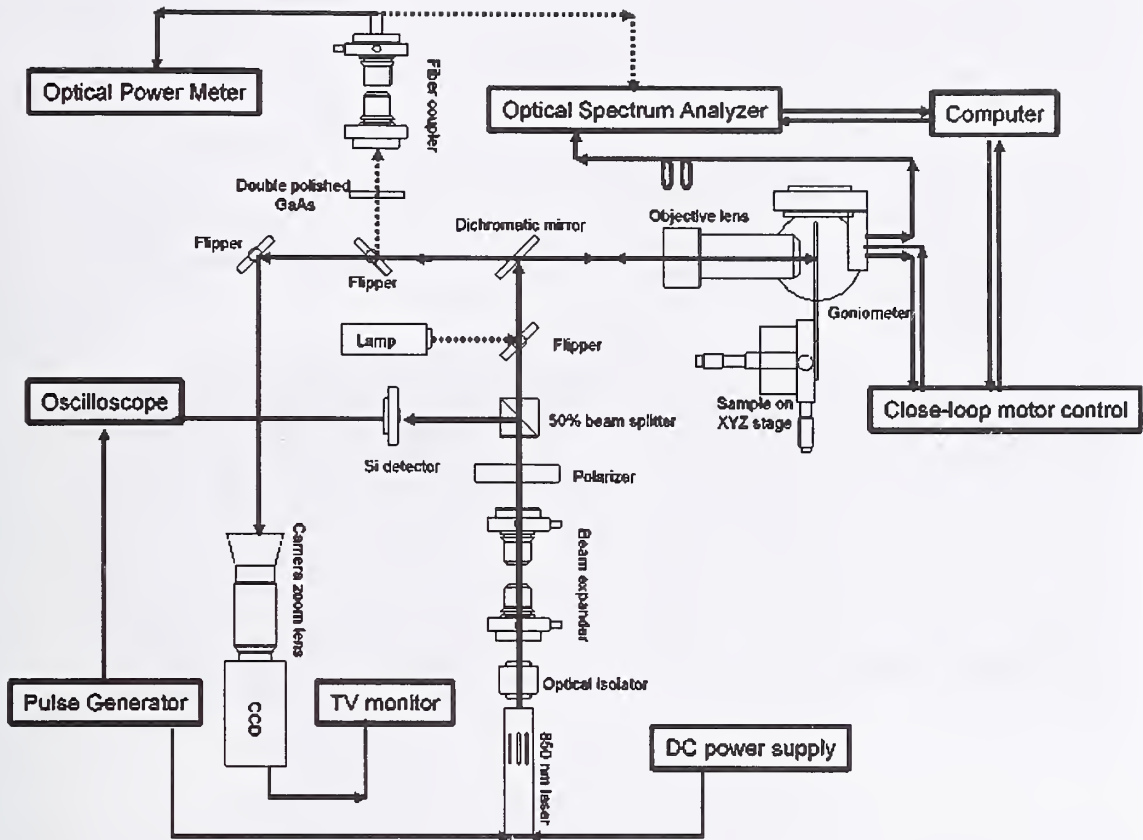 Optical Power Meter
Fiber coupler
Optical Spectrum Analyzer
Computer
Double polished
GaAs
Dichromatic mirror
Objective lens
Flipper
Flipper
Goniometer
Lamp
Flipper
Oscilloscope
50% beam splitter
Sample on
XYZ stage
Close-loop motor control
Si detector
Polarizer
Camera zoom lens
Beam expander
Optical isolator
Pulse Generator
CCD
TV monitor
850 nm laser
DC power supply